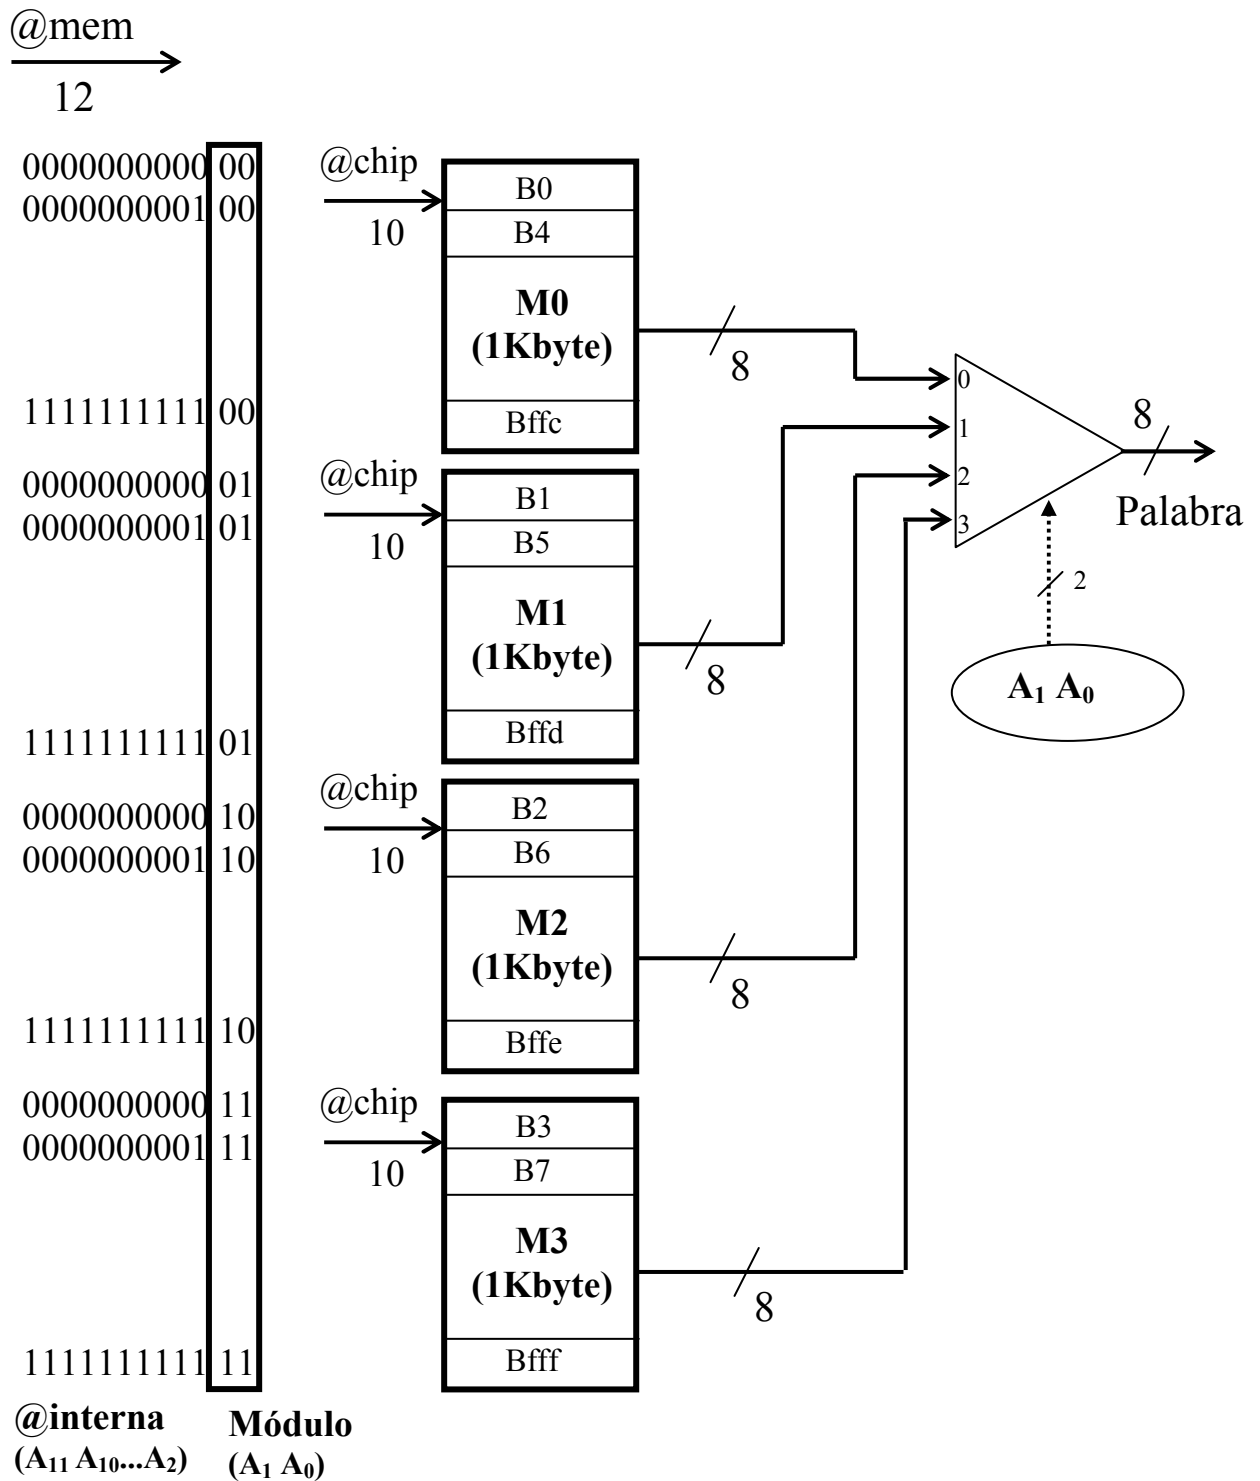 @mem
12
0000000000 00
0000000001 00
1111111111 00
@chip
10
B0
B4
M0
(1Kbyte)
Bffc
8
0000000000 01
0000000001 01
1111111111 01
@chip
10
B1
B5
M1
(1Kbyte)
Bffd
8
0000000000 10
0000000001 10
1111111111 10
@chip
10
B2
B6
M2
(1Kbyte)
Bffe
8
0000000000 11
0000000001 11
1111111111 11
@chip
10
B3
B7
M3
(1Kbyte)
Bfff
8
0
1
2
3
8
Palabra
2
A1 A0
@interna
(A11 A10...A2)
Módulo
(A1 A0)